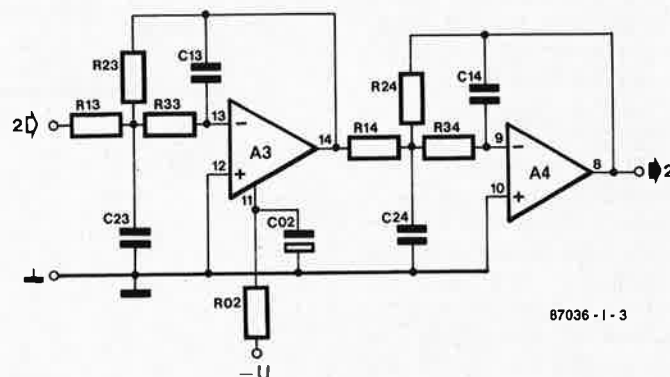 C13
C14
R23
R24
R13
R33
13
−
R14
R34
9
−
2
A3
14
A4
8
2
12
+
10
+
11
C23
C02
C24
R02
87036 - I - 3
−U